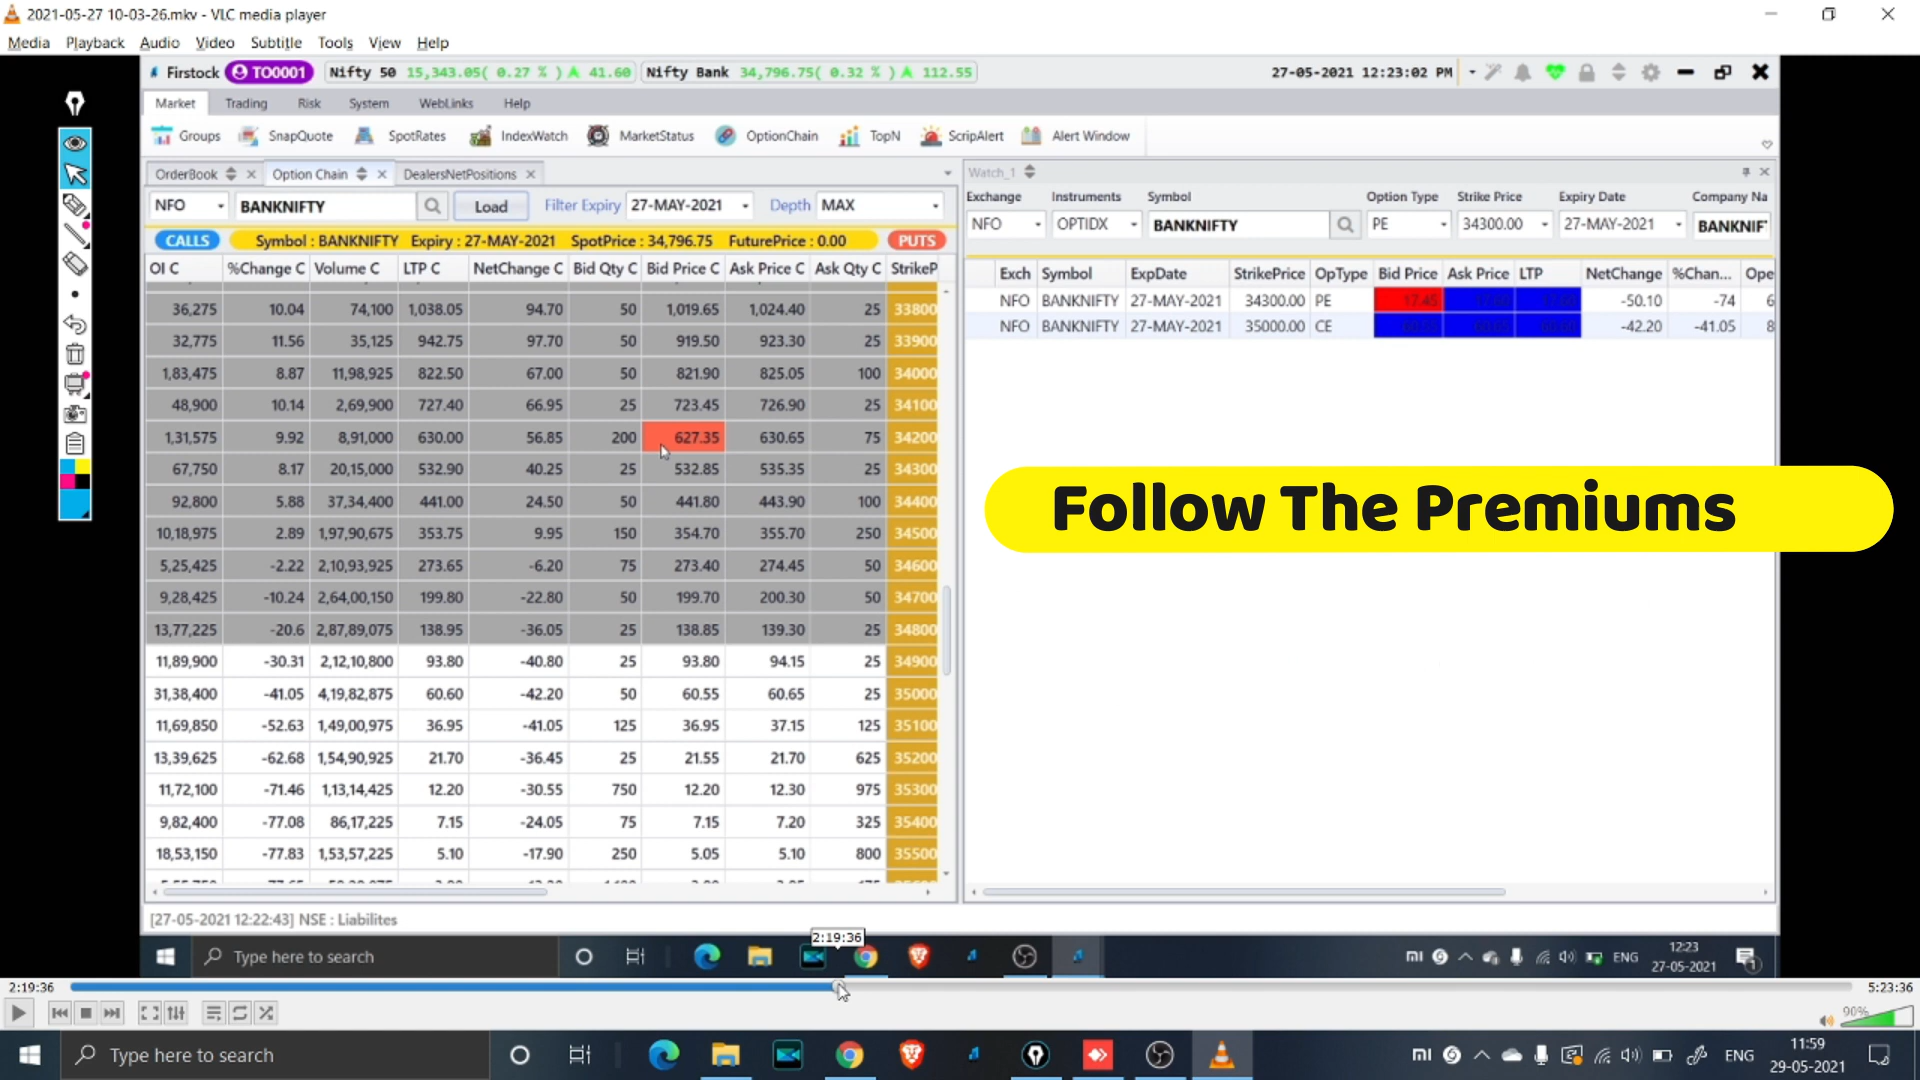 2021-05-27 10-03-26.mkv - VLC media player
Media Playback Audio Video Subtitle Tools View Help
Firstock TO0001 Nifty 50 15,343.05( 0.27 % ) 41.60 Nifty Bank 34,796.75( 0.32 % ) 112.55 27-05-2021 12:23:02 PM
Market Trading Risk System WebLinks Help
Groups SnapQuote SpotRates IndexWatch MarketStatus OptionChain TopN ScripAlert Alert Window
OrderBook Option Chain DealersNetPositions Watch_1
Exchange Instruments Symbol Option Type Strike Price Expiry Date Company Na
NFO BANKNIFTY Load Filter Expiry 27-MAY-2021 Depth MAX
NFO OPTIDX BANKNIFTY PE 34300.00 27-MAY-2021 BANKNIF
CALLS Symbol : BANKNIFTY Expiry : 27-MAY-2021 SpotPrice : 34,796.75 FuturePrice : 0.00 PUTS
OI C %Change C Volume C LTP C NetChange C Bid Qty C Bid Price C Ask Price C Ask Qty C StrikeP
36,275 10.04 74,100 1,038.05 94.70 50 1,019.65 1,024.40 25 33800
32,775 11.56 35,125 942.75 97.70 50 919.50 923.30 25 33900
1,83,475 8.87 11,98,925 822.50 67.00 50 821.90 825.05 100 34000
48,900 10.14 2,69,900 727.40 66.95 25 723.45 726.90 25 34100
1,31,575 9.92 8,91,000 630.00 56.85 200 627.35 630.65 75 34200
67,750 8.17 20,15,000 532.90 40.25 25 532.85 535.35 25 34300
92,800 5.88 37,34,400 441.00 24.50 50 441.80 443.90 100 34400
10,18,975 2.89 1,97,90,675 353.75 9.95 150 354.70 355.70 250 34500
5,25,425 -2.22 2,10,93,925 273.65 -6.20 75 273.40 274.45 50 34600
9,28,425 -10.24 2,64,00,150 199.80 -22.80 50 199.70 200.30 50 34700
13,77,225 -20.6 2,87,89,075 138.95 -36.05 25 138.85 139.30 25 34800
11,89,900 -30.31 2,12,10,800 93.80 -40.80 25 93.80 94.15 25 34900
31,38,400 -41.05 4,19,82,875 60.60 -42.20 50 60.55 60.65 25 35000
11,69,850 -52.63 1,49,00,975 36.95 -41.05 125 36.95 37.15 125 35100
13,39,625 -62.68 1,54,90,925 21.70 -36.45 25 21.55 21.70 625 35200
11,72,100 -71.46 1,13,14,425 12.20 -30.55 750 12.20 12.30 975 35300
9,82,400 -77.08 86,17,225 7.15 -24.05 75 7.15 7.20 325 35400
18,53,150 -77.83 1,53,57,225 5.10 -17.90 250 5.05 5.10 800 35500
Exch Symbol ExpDate StrikePrice OpType Bid Price Ask Price LTP NetChange %Chan... Ope
NFO BANKNIFTY 27-MAY-2021 34300.00 PE 17.45 -50.10 -74 6
NFO BANKNIFTY 27-MAY-2021 35000.00 CE -42.20 -41.05 8
Follow The Premiums
[27-05-2021 12:22:43] NSE : Liabilites
2:19:36
Type here to search ENG 12:23
27-05-2021 1
2:19:36 5:23:36
90%
Type here to search ENG 11:59
29-05-2021